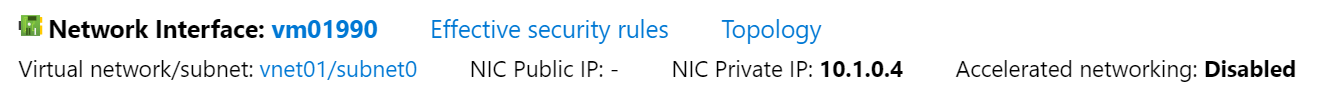 Network Interface: vm01990 Effective security rules Topology
Virtual network/subnet: vnet01/subnet0 NIC Public IP: - NIC Private IP: 10.1.0.4 Accelerated networking: Disabled